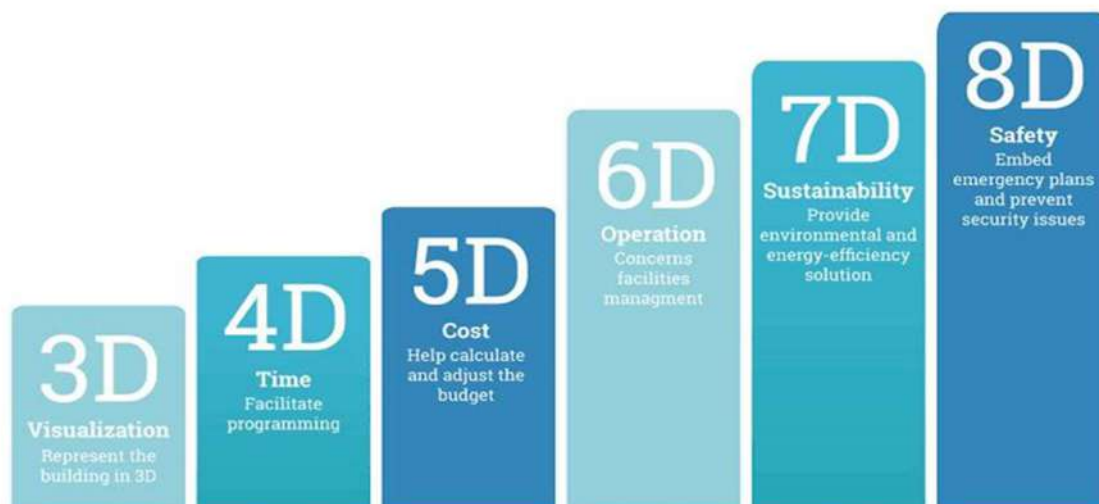 3D
Visualization
Represent the
building in 3D
4D
Time
Facilitate
programming
5D
Cost
Help calculate
and adjust the
budget
6D
Operation
Concerns
facilities
managment
7D
Sustainability
Provide
environmental and
energy-efficiency
solution
8D
Safety
Embed
emergency plans
and prevent
security issues